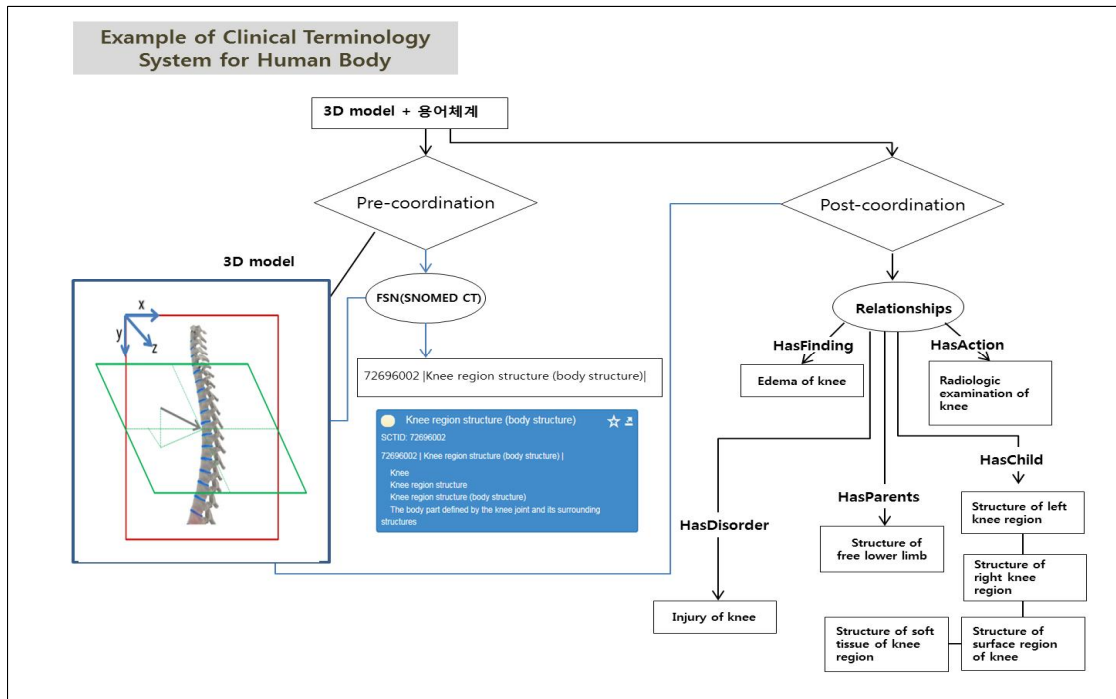 Example of Clinical Terminology
System for Human Body
3D model + 용어체계
Pre-coordination
Post-coordination
3D model
x
y
z
FSN(SNOMED CT)
72696002 |Knee region structure (body structure)|
Knee region structure (body structure)
SCTID: 72696002
72696002 | Knee region structure (body structure) |
Knee
Knee region structure
Knee region structure (body structure)
The body part defined by the knee joint and its surrounding
structures
Relationships
HasFinding
Edema of knee
HasAction
Radiologic
examination of
knee
HasDisorder
Injury of knee
HasParents
Structure of
free lower limb
HasChild
Structure of left
knee region
Structure of
right knee
region
Structure of soft
tissue of knee
region
Structure of
surface region
of knee